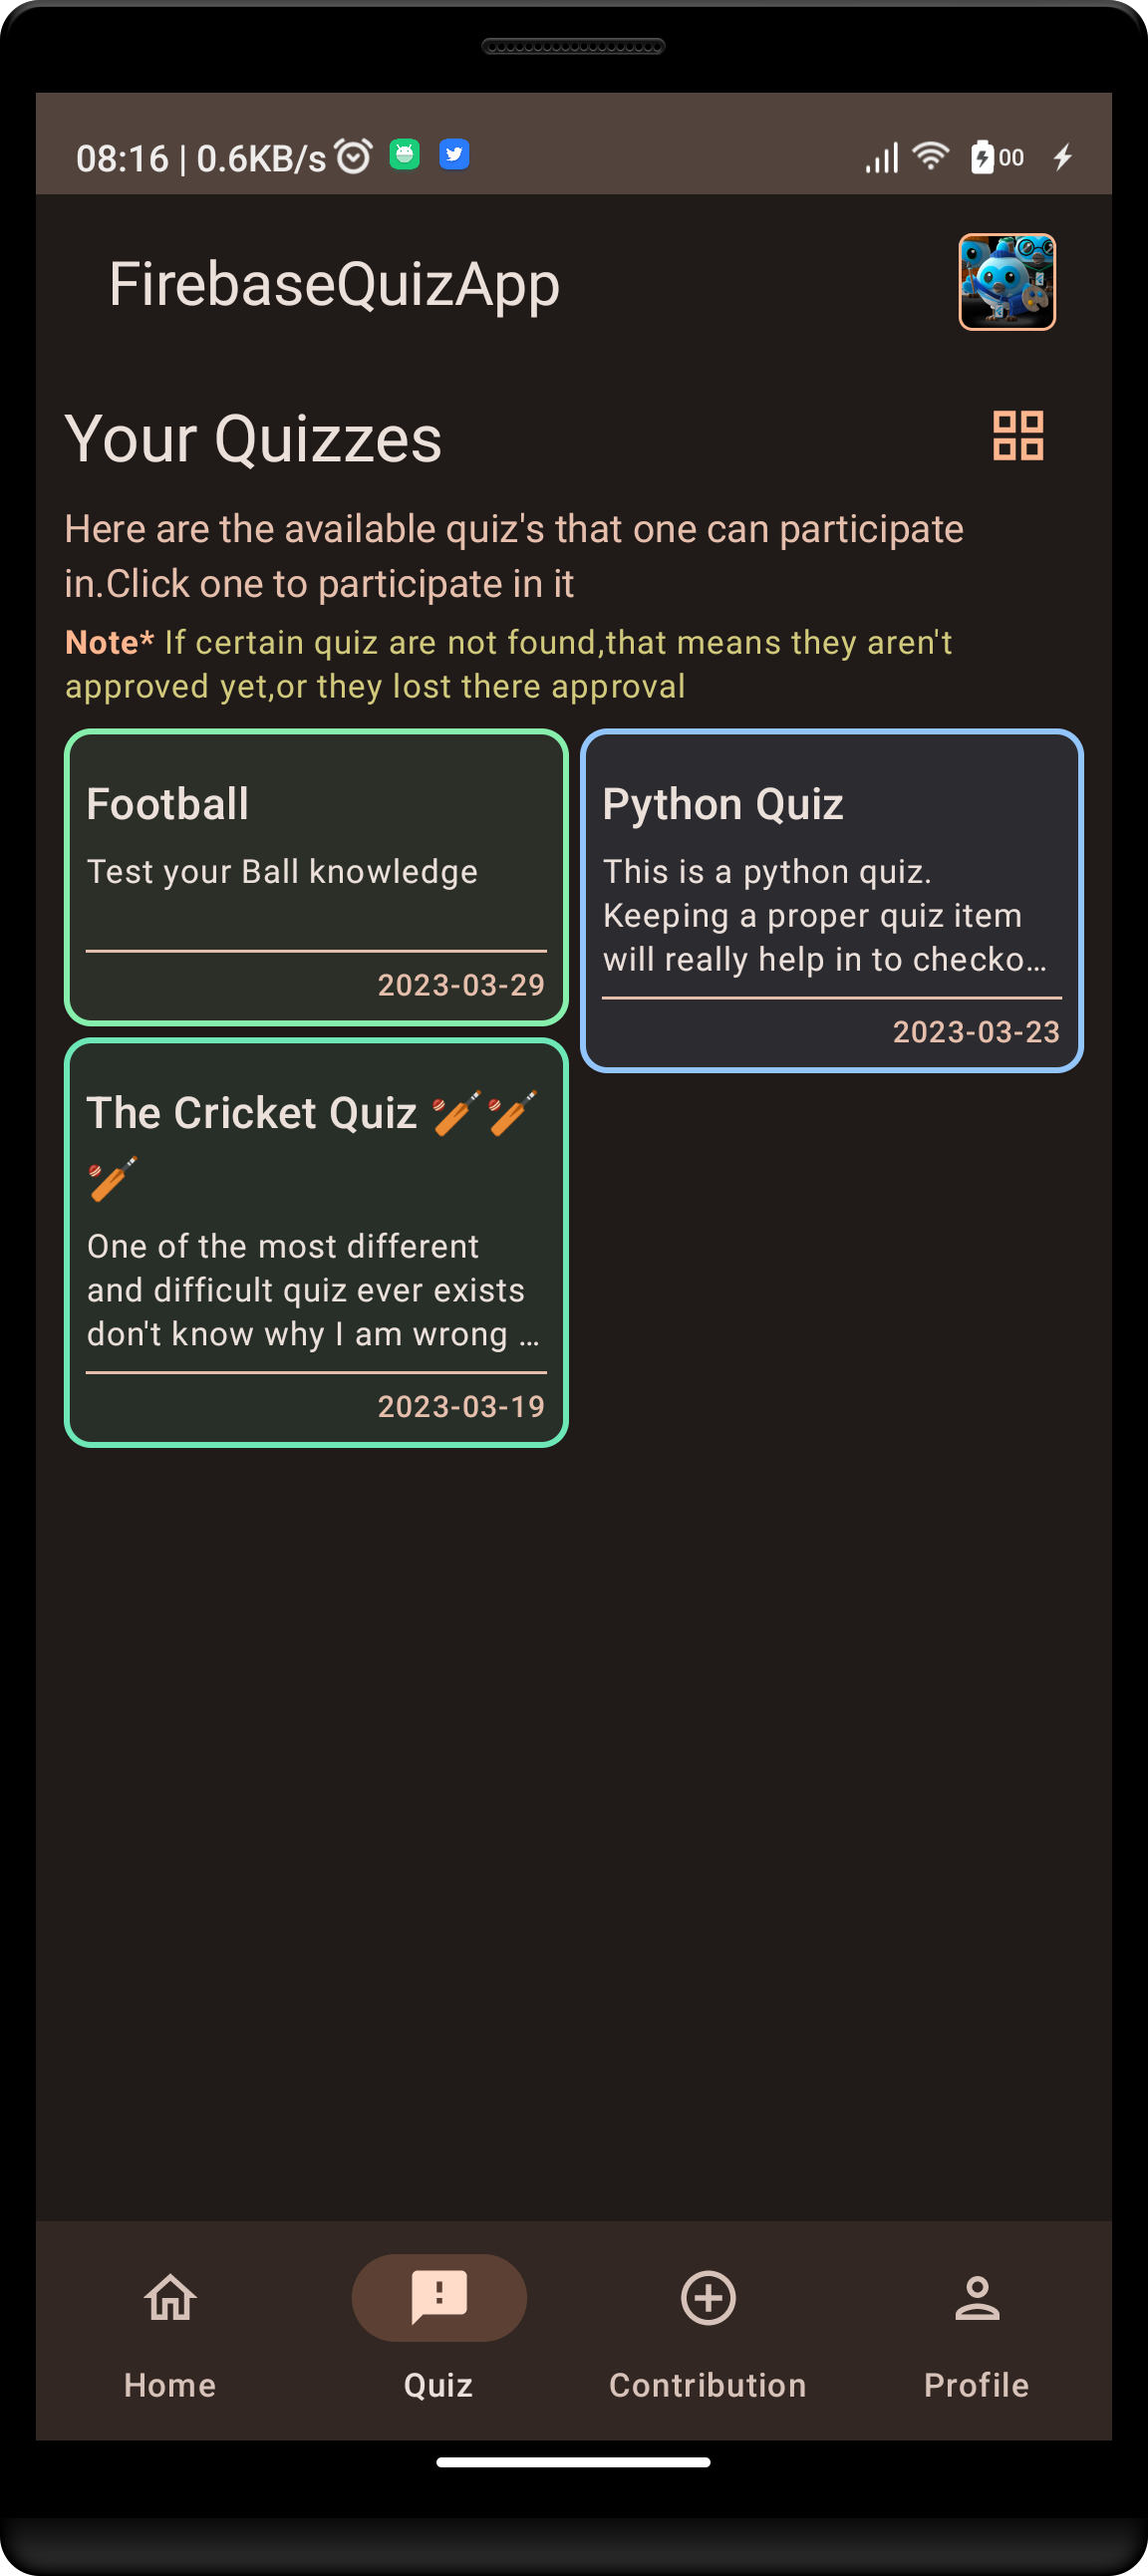 08:16 | 0.6KB/s
00
FirebaseQuizApp
Your Quizzes
Here are the available quiz's that one can participate
in.Click one to participate in it
Note* If certain quiz are not found,that means they aren't
approved yet,or they lost there approval
Football
Test your Ball knowledge
2023-03-29
Python Quiz
This is a python quiz.
Keeping a proper quiz item
will really help in to checko...
2023-03-23
The Cricket Quiz 🏏🏏
🏏
One of the most different
and difficult quiz ever exists
don't know why I am wrong ...
2023-03-19
Home
Quiz
Contribution
Profile